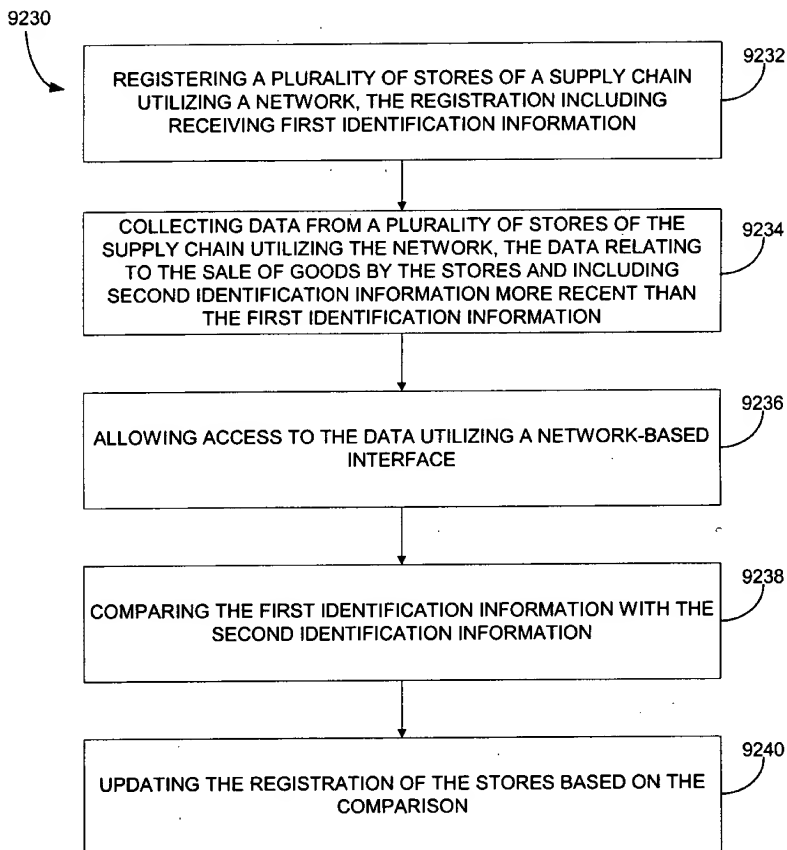 9230
9232
REGISTERING A PLURALITY OF STORES OF A SUPPLY CHAIN
UTILIZING A NETWORK, THE REGISTRATION INCLUDING
RECEIVING FIRST IDENTIFICATION INFORMATION
9234
COLLECTING DATA FROM A PLURALITY OF STORES OF THE
SUPPLY CHAIN UTILIZING THE NETWORK, THE DATA RELATING
TO THE SALE OF GOODS BY THE STORES AND INCLUDING
SECOND IDENTIFICATION INFORMATION MORE RECENT THAN
THE FIRST IDENTIFICATION INFORMATION
9236
ALLOWING ACCESS TO THE DATA UTILIZING A NETWORK-BASED
INTERFACE
9238
COMPARING THE FIRST IDENTIFICATION INFORMATION WITH THE
SECOND IDENTIFICATION INFORMATION
9240
UPDATING THE REGISTRATION OF THE STORES BASED ON THE
COMPARISON